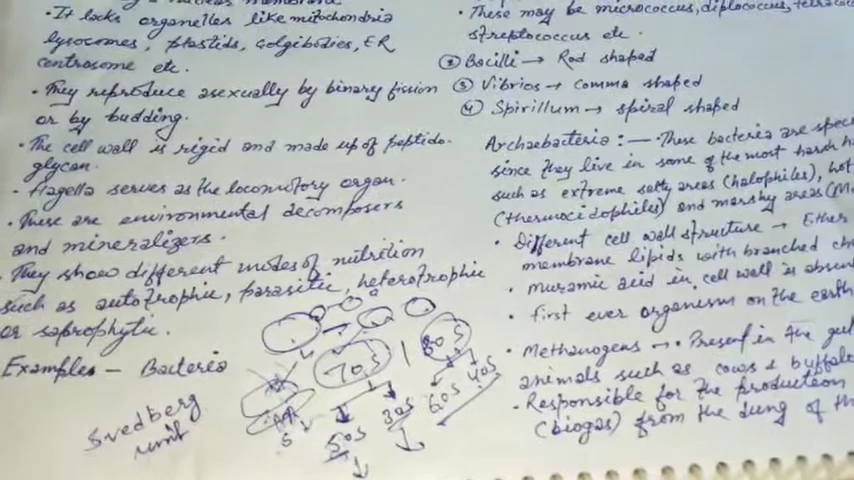 · It lacks organelles like mitochondria
lysocomes, plastids, golgibodies, ER
centrosome etc.
· They reproduce asexually by binary fission
or by budding.
· The cell wall is rigid and made up of peptido-
glycan.
· flagella serves as the locomotory organ.
· These are environmental decomposers
and mineralizers.
· They show different modes of nutrition
such as autotrophic, parasitic, heterotrophic
or saprophytic.
Examples — Bacteria
Svedberg
unit
70S | 80S
50S 30S 60S 40S
S
· These may be micrococcus, diplococcus,
streptococcus etc.
② Bacilli → Rod shaped
③ Vibrios → comma shaped
④ Spirillum → spiral shaped
Archaebacteria :— These bacteria are
since they live in some of the most harsh
such as extreme salty areas (halophiles), hot
(thermoacidophiles) and marshy areas
· Different cell wall structure → Ether
membrane lipids with branched
· muramic acid in cell wall is absent
· first ever organism on the earth
· Methanogens → · Present in the gut
animals such as cows & buffalo
· Responsible for the production
(biogas) from the dung of